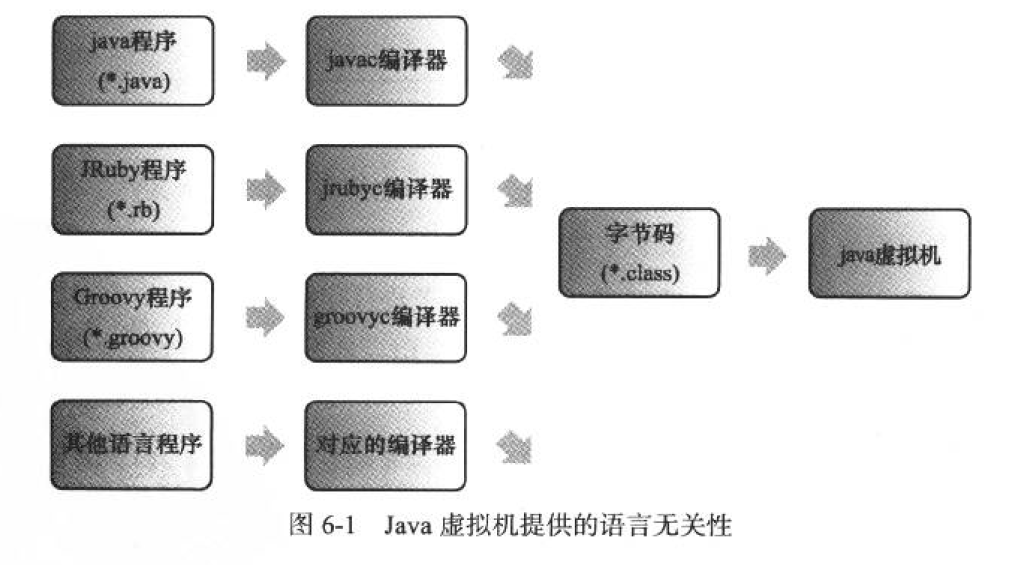 java程序
(*.java)
javac编译器
JRuby程序
(*.rb)
jrubyc编译器
Groovy程序
(*.groovy)
groovyc编译器
其他语言程序
对应的编译器
字节码
(*.class)
java虚拟机
图 6-1 Java 虚拟机提供的语言无关性